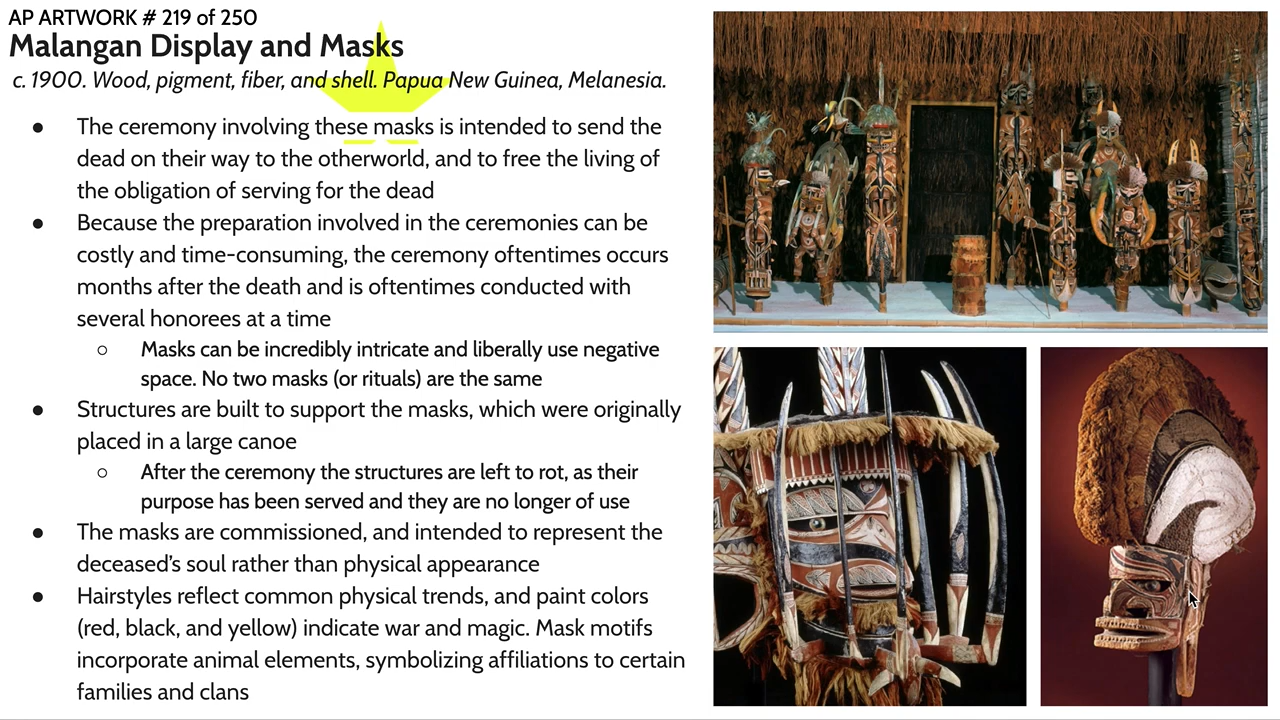 AP ARTWORK # 219 of 250
Malangan Display and Masks
c. 1900. Wood, pigment, fiber, and shell. Papua New Guinea, Melanesia.
● The ceremony involving these masks is intended to send the
dead on their way to the otherworld, and to free the living of
the obligation of serving for the dead
● Because the preparation involved in the ceremonies can be
costly and time-consuming, the ceremony oftentimes occurs
months after the death and is oftentimes conducted with
several honorees at a time
○ Masks can be incredibly intricate and liberally use negative
space. No two masks (or rituals) are the same
● Structures are built to support the masks, which were originally
placed in a large canoe
○ After the ceremony the structures are left to rot, as their
purpose has been served and they are no longer of use
● The masks are commissioned, and intended to represent the
deceased's soul rather than physical appearance
● Hairstyles reflect common physical trends, and paint colors
(red, black, and yellow) indicate war and magic. Mask motifs
incorporate animal elements, symbolizing affiliations to certain
families and clans